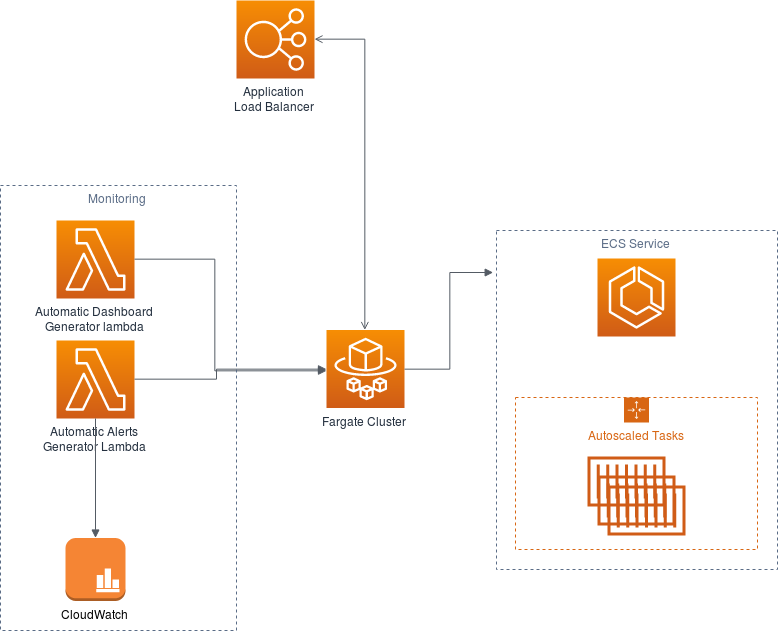 Application
Load Balancer
Monitoring
Automatic Dashboard
Generator lambda
Automatic Alerts
Generator Lambda
CloudWatch
Fargate Cluster
ECS Service
Autoscaled Tasks